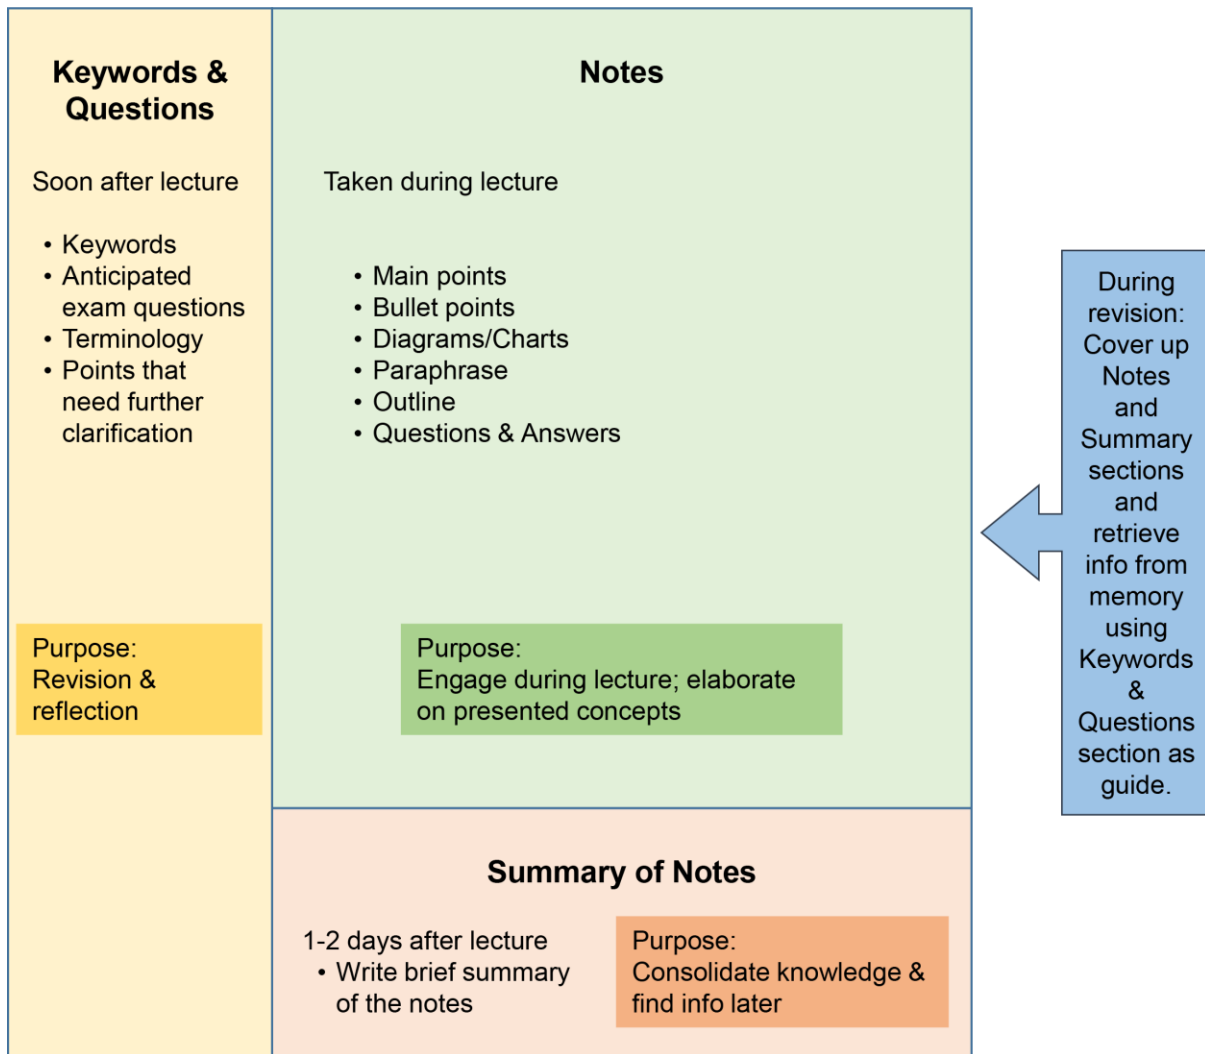 Keywords &
Questions
Soon after lecture
• Keywords
• Anticipated
exam questions
• Terminology
• Points that
need further
clarification
Purpose:
Revision &
reflection
Notes
Taken during lecture
• Main points
• Bullet points
• Diagrams/Charts
• Paraphrase
• Outline
• Questions & Answers
Purpose:
Engage during lecture; elaborate
on presented concepts
Summary of Notes
1-2 days after lecture
• Write brief summary
of the notes
Purpose:
Consolidate knowledge &
find info later
During
revision:
Cover up
Notes
and
Summary
sections
and
retrieve
info from
memory
using
Keywords
&
Questions
section as
guide.